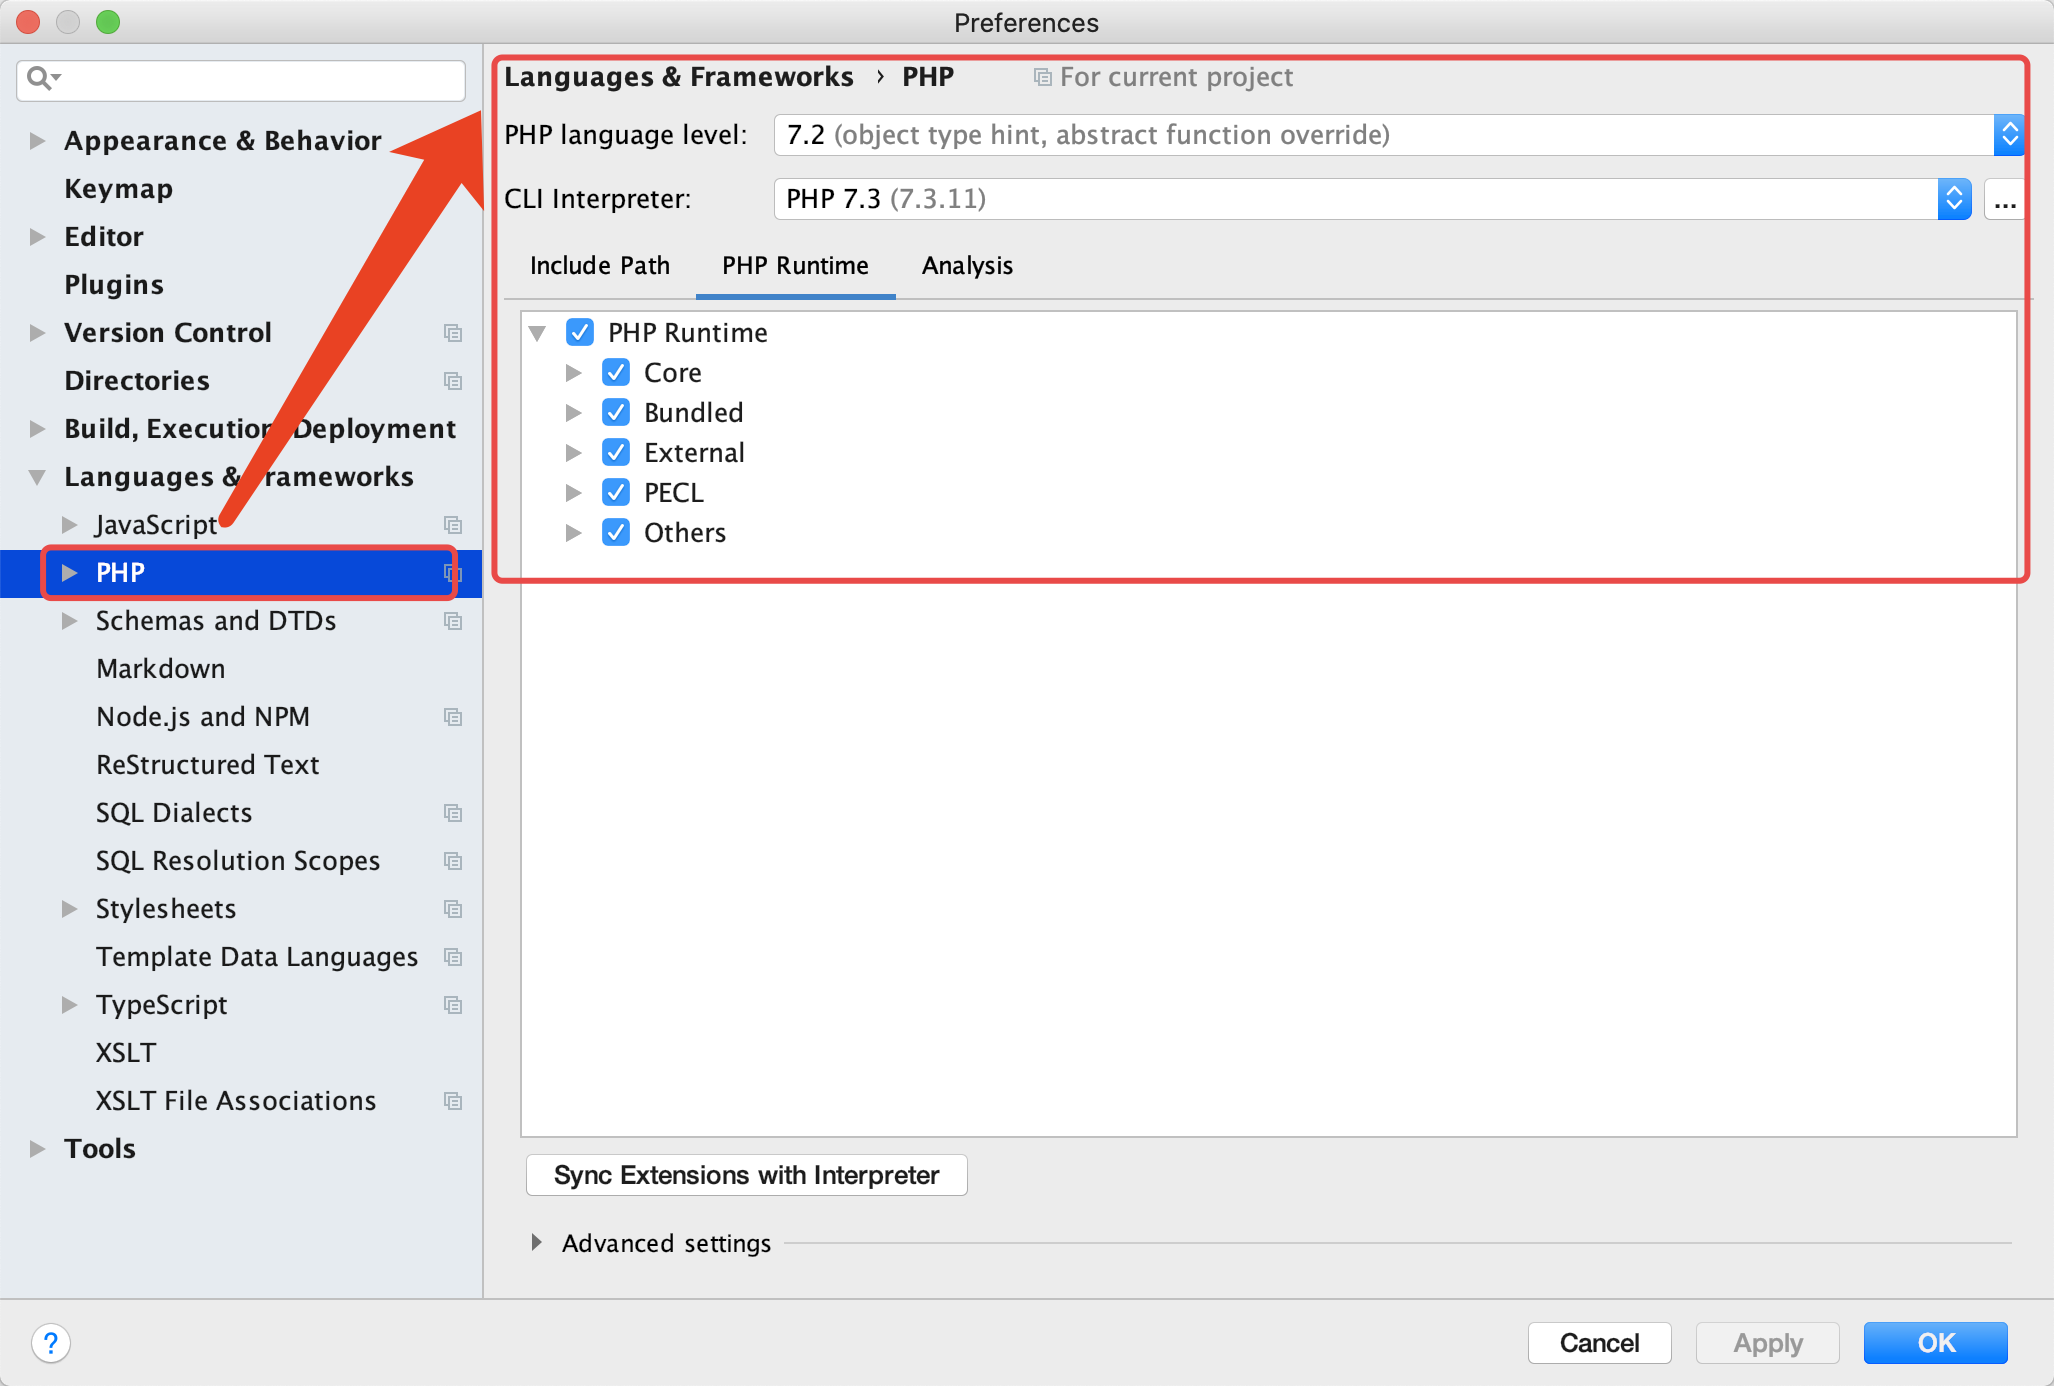 Preferences
Appearance & Behavior
Keymap
Editor
Plugins
Version Control
Directories
Build, Execution, Deployment
Languages & Frameworks
JavaScript
PHP
Schemas and DTDs
Markdown
Node.js and NPM
ReStructured Text
SQL Dialects
SQL Resolution Scopes
Stylesheets
Template Data Languages
TypeScript
XSLT
XSLT File Associations
Tools
Languages & Frameworks › PHP For current project
PHP language level: 7.2 (object type hint, abstract function override)
CLI Interpreter: PHP 7.3 (7.3.11) ...
Include Path PHP Runtime Analysis
PHP Runtime
Core
Bundled
External
PECL
Others
Sync Extensions with Interpreter
Advanced settings
? Cancel Apply OK